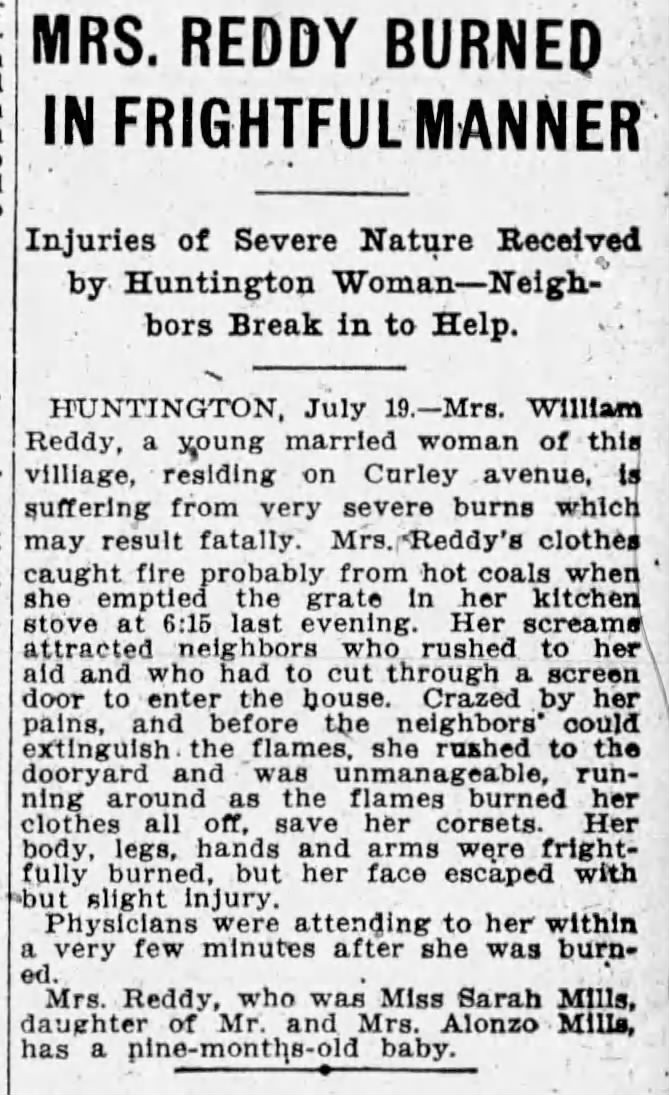 MRS. REDDY BURNED
IN FRIGHTFUL MANNER
Injuries of Severe Nature Received
by Huntington Woman—Neigh-
bors Break in to Help.
HUNTINGTON, July 19.—Mrs. William
Reddy, a young married woman of this
villiage, residing on Curley avenue, is
suffering from very severe burns which
may result fatally. Mrs. Reddy's clothes
caught fire probably from hot coals when
she emptied the grate in her kitchen
stove at 6:15 last evening. Her screams
attracted neighbors who rushed to her
aid and who had to cut through a screen
door to enter the house. Crazed by her
pains, and before the neighbors' could
extinguish the flames, she rushed to the
dooryard and was unmanageable, run-
ning around as the flames burned her
clothes all off, save her corsets. Her
body, legs, hands and arms were fright-
fully burned, but her face escaped with
but slight injury.
Physicians were attending to her within
a very few minutes after she was burn-
ed.
Mrs. Reddy, who was Miss Sarah Mills,
daughter of Mr. and Mrs. Alonzo Mills,
has a nine-months-old baby.